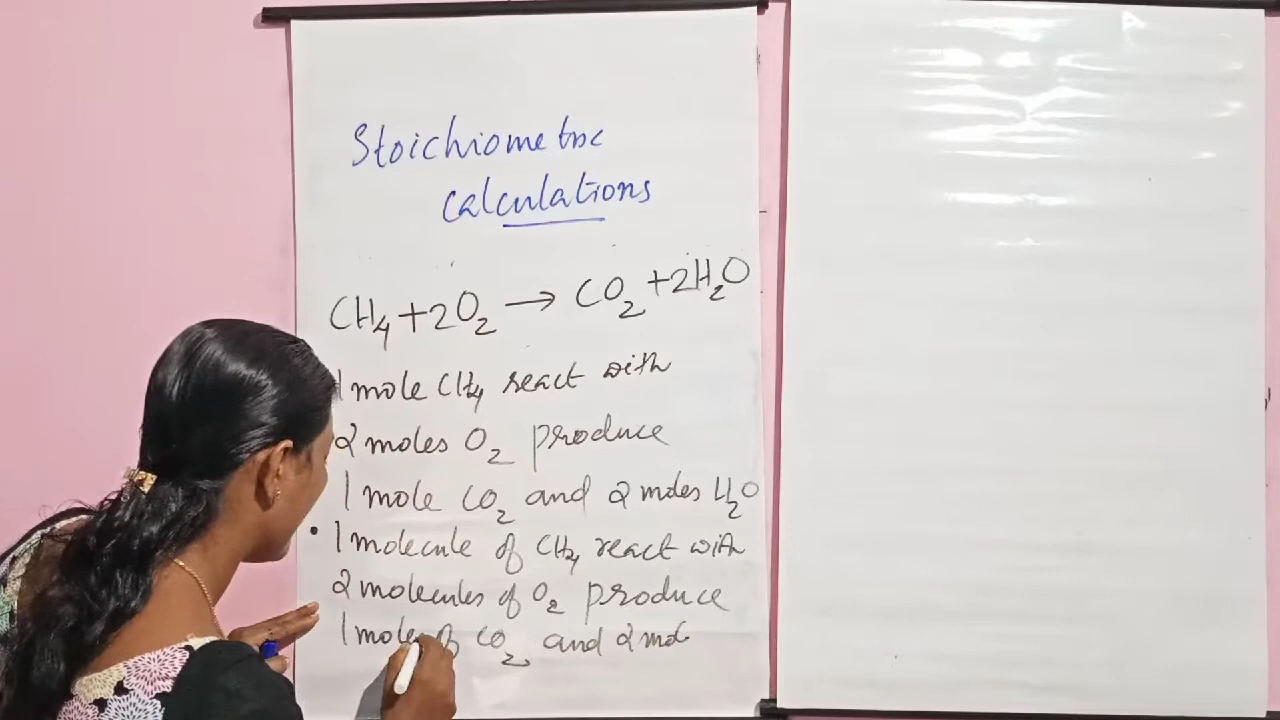 Stoichiometric
calculations
CH₄+2O₂ → CO₂+2H₂O
1 mole CH₄ react with
2 moles O₂ produce
1 mole CO₂ and 2 moles H₂O
• 1 molecule of CH₄ react with
2 molecules of O₂ produce
1 mole of CO₂ and 2 mol